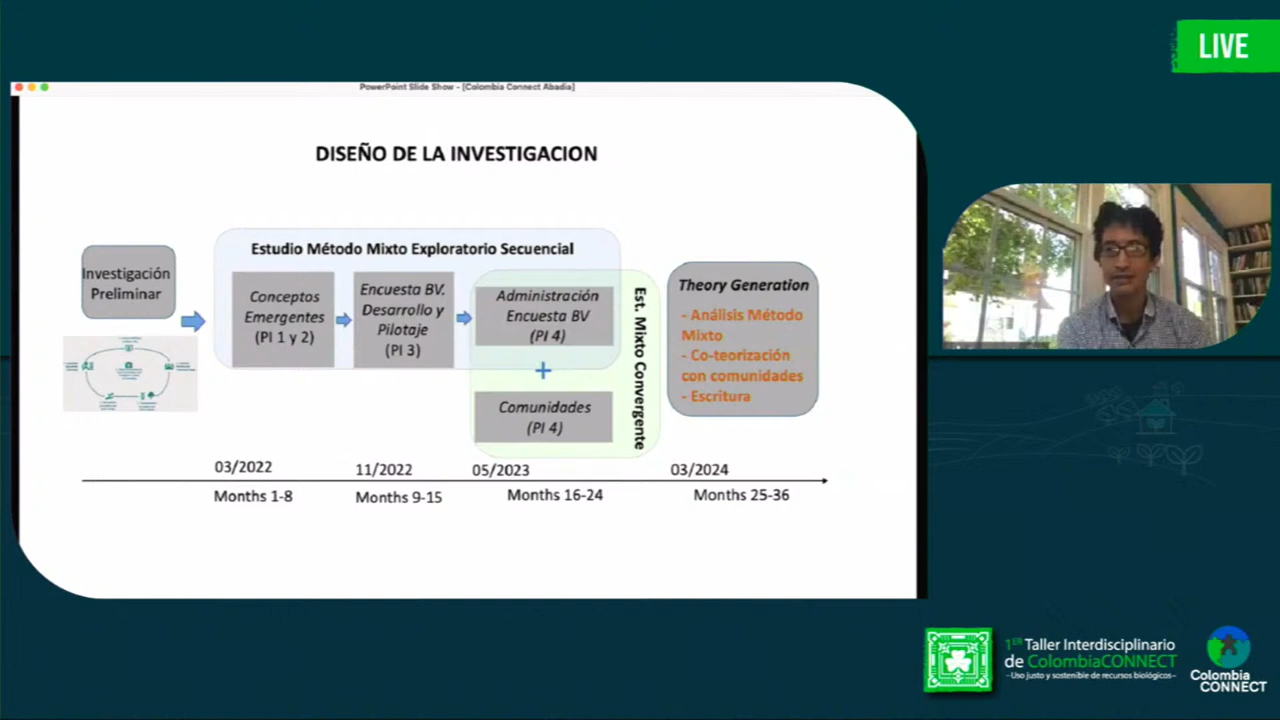 LIVE
PowerPoint Slide Show - [Colombia Connect Abadia]
DISEÑO DE LA INVESTIGACION
Investigación
Preliminar
Estudio Método Mixto Exploratorio Secuencial
Conceptos
Emergentes
(PI 1 y 2)
Encuesta BV.
Desarrollo y
Pilotaje
(PI 3)
Administración
Encuesta BV
(PI 4)
+
Comunidades
(PI 4)
Est. Mixto Convergente
Theory Generation
- Análisis Método
Mixto
- Co-teorización
con comunidades
- Escritura
03/2022
11/2022
05/2023
03/2024
Months 1-8
Months 9-15
Months 16-24
Months 25-36
1ER Taller Interdisciplinario
de ColombiaCONNECT
- Uso justo y sostenible de recursos biológicos -
Colombia
CONNECT